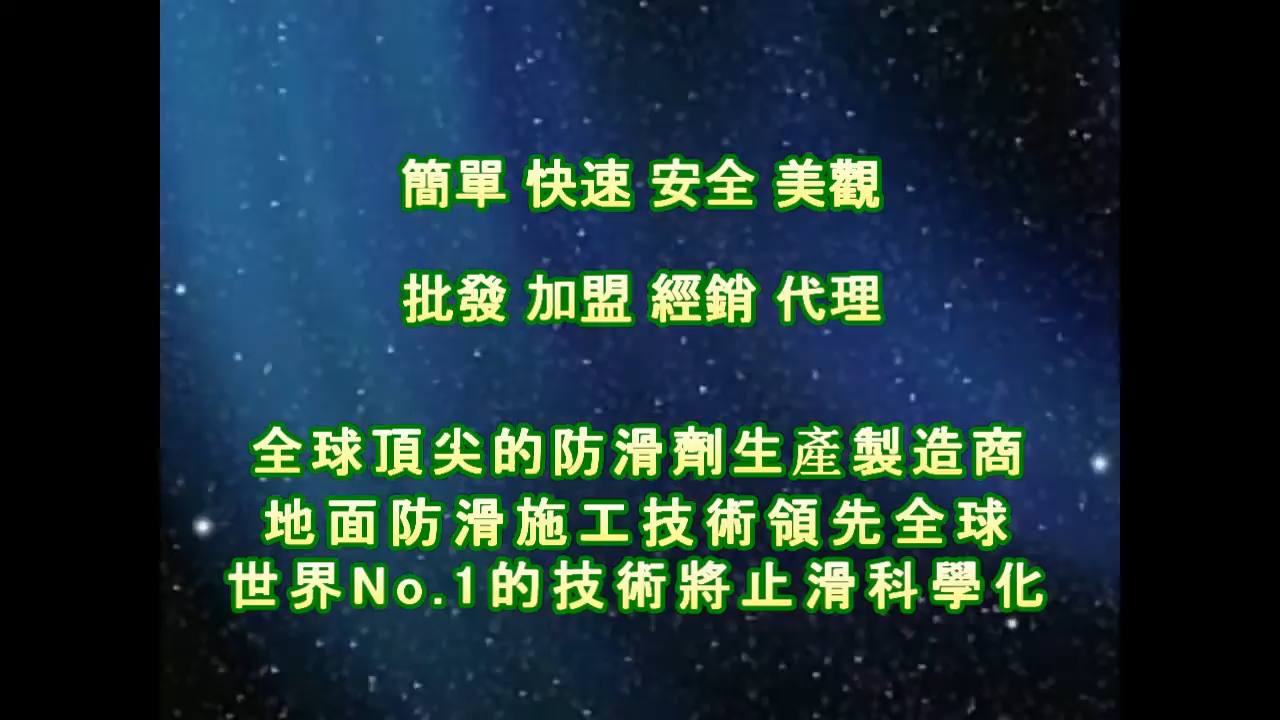 簡單 快速 安全 美觀
批發 加盟 經銷 代理
全球頂尖的防滑劑生產製造商
地面防滑施工技術領先全球
世界No.1的技術將止滑科學化